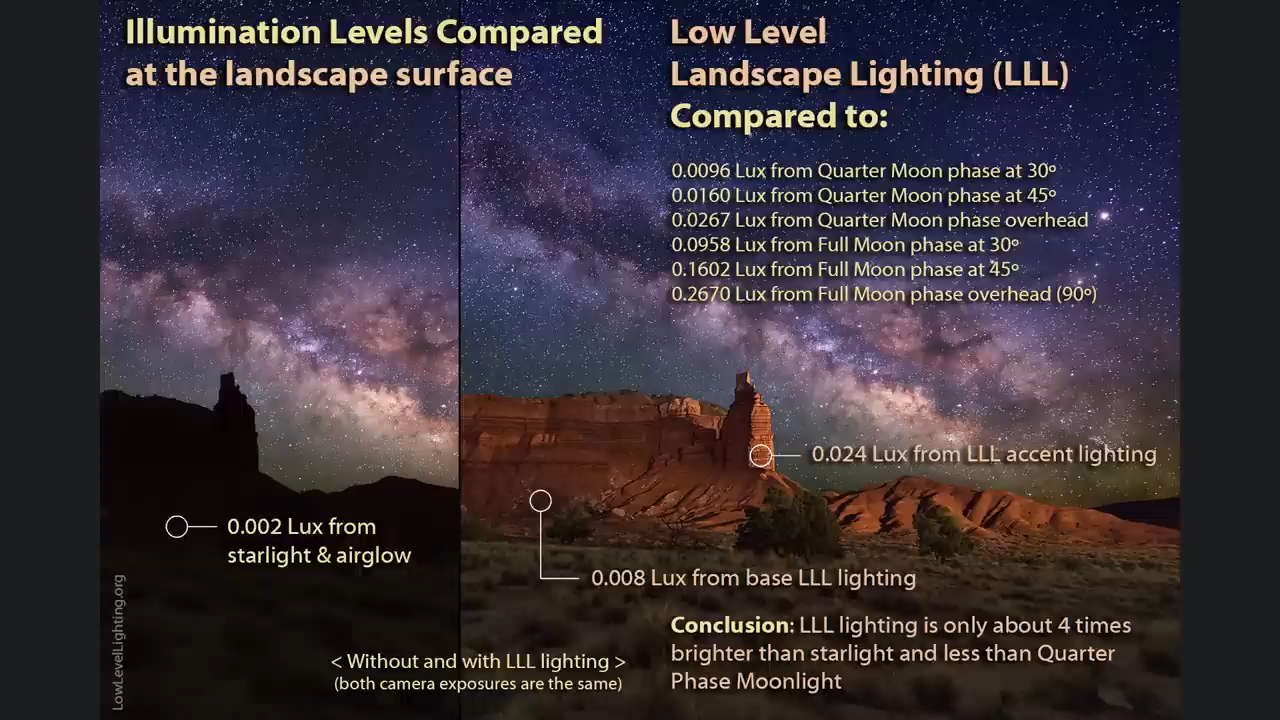 Illumination Levels Compared
at the landscape surface
Low Level
Landscape Lighting (LLL)
Compared to:
0.0096 Lux from Quarter Moon phase at 30º
0.0160 Lux from Quarter Moon phase at 45º
0.0267 Lux from Quarter Moon phase overhead
0.0958 Lux from Full Moon phase at 30º
0.1602 Lux from Full Moon phase at 45º
0.2670 Lux from Full Moon phase overhead (90º)
0.024 Lux from LLL accent lighting
0.002 Lux from
starlight & airglow
0.008 Lux from base LLL lighting
Conclusion: LLL lighting is only about 4 times
brighter than starlight and less than Quarter
Phase Moonlight
< Without and with LLL lighting >
(both camera exposures are the same)
LowLevelLighting.org